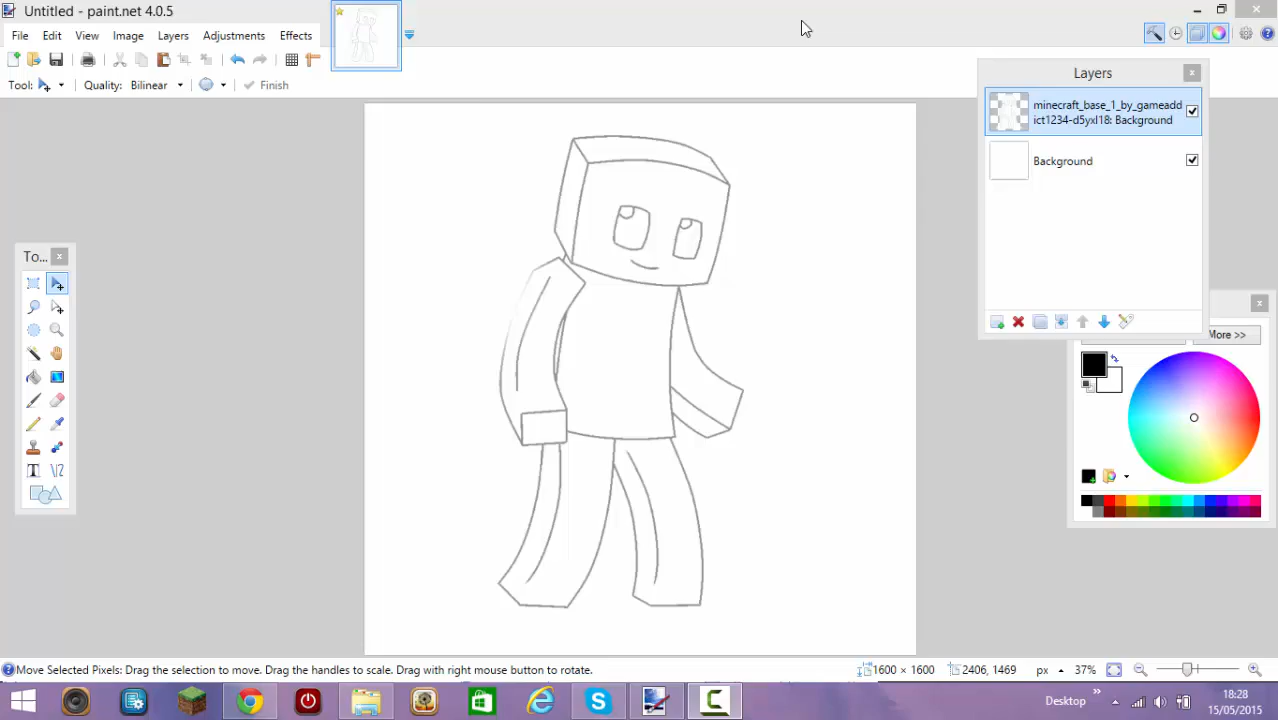 Untitled - paint.net 4.0.5
File Edit View Image Layers Adjustments Effects
Tool: Quality: Bilinear Finish
Layers
minecraft_base_1_by_gameadd
ict1234-d5yxl18: Background
Background
To...
More >>
Move Selected Pixels: Drag the selection to move. Drag the handles to scale. Drag with right mouse button to rotate.
1600 × 1600 2406, 1469 px 37%
Desktop
18:28
15/05/2015